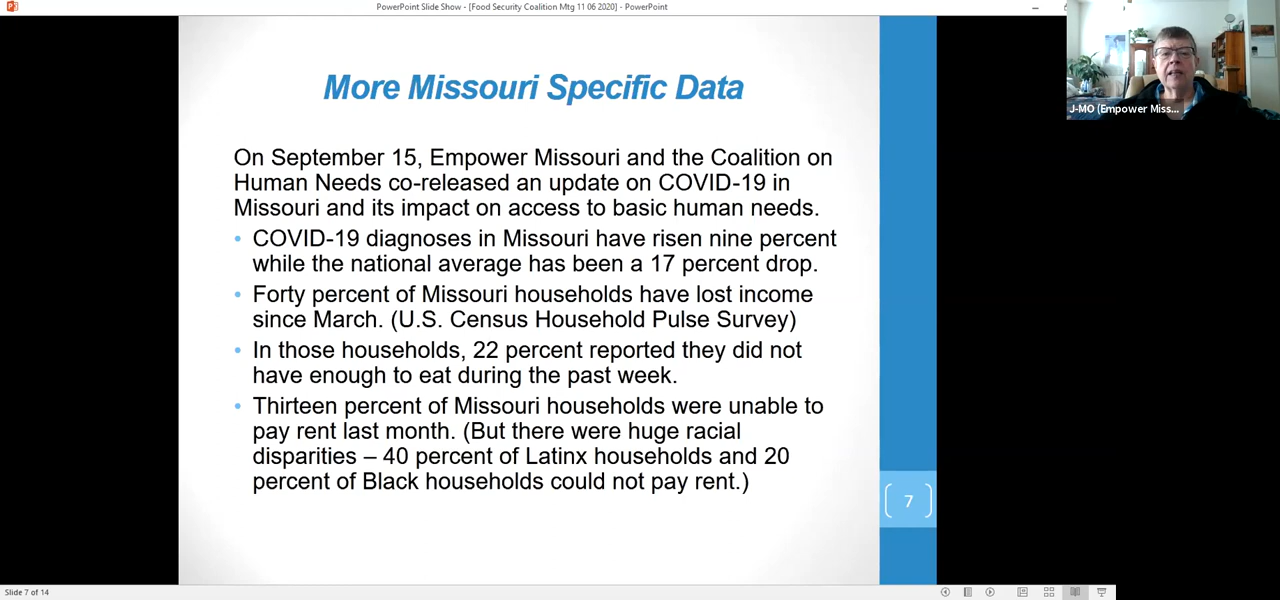 PowerPoint Slide Show - [Food Security Coalition Mtg 11 06 2020] - PowerPoint
J-MO (Empower Miss...
More Missouri Specific Data
On September 15, Empower Missouri and the Coalition on
Human Needs co-released an update on COVID-19 in
Missouri and its impact on access to basic human needs.
• COVID-19 diagnoses in Missouri have risen nine percent
while the national average has been a 17 percent drop.
• Forty percent of Missouri households have lost income
since March. (U.S. Census Household Pulse Survey)
• In those households, 22 percent reported they did not
have enough to eat during the past week.
• Thirteen percent of Missouri households were unable to
pay rent last month. (But there were huge racial
disparities – 40 percent of Latinx households and 20
percent of Black households could not pay rent.)
7
Slide 7 of 14